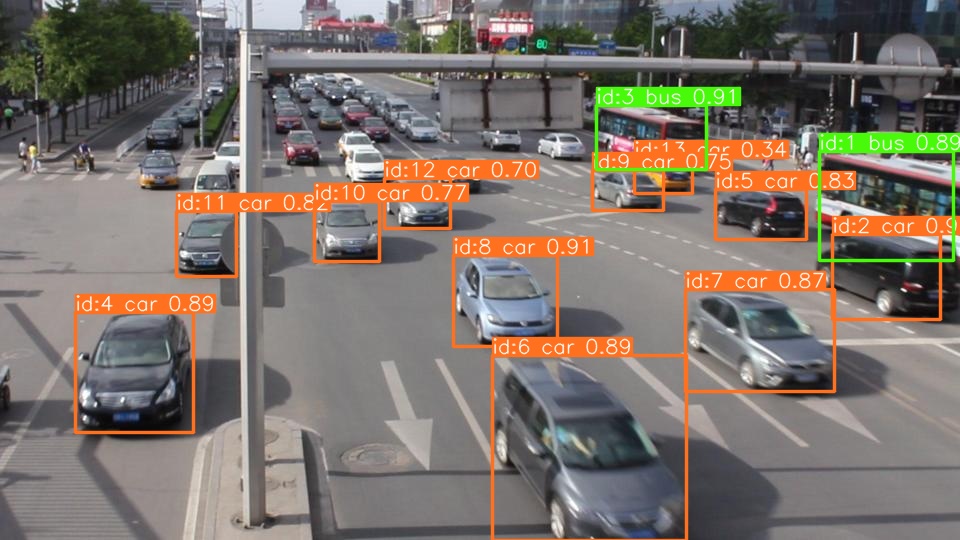 80
id:3 bus 0.91
id:13 car 0.34
id:1 bus 0.89
id:9 car 0.75
id:12 car 0.70
id:5 car 0.83
id:10 car 0.77
id:11 car 0.82
id:2 car 0.9
id:8 car 0.91
id:7 car 0.87
id:4 car 0.89
id:6 car 0.89